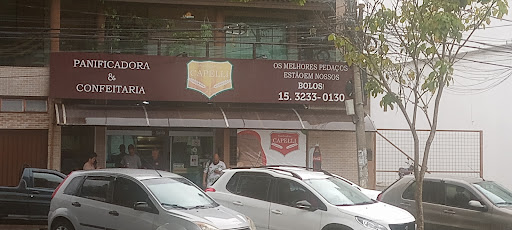 PANIFICADORA
&
CONFEITARIA
CAPELLI
OS MELHORES PEDAÇOS
ESTÃO EM NOSSOS
BOLOS!
15. 3233-0130
CAPELLI